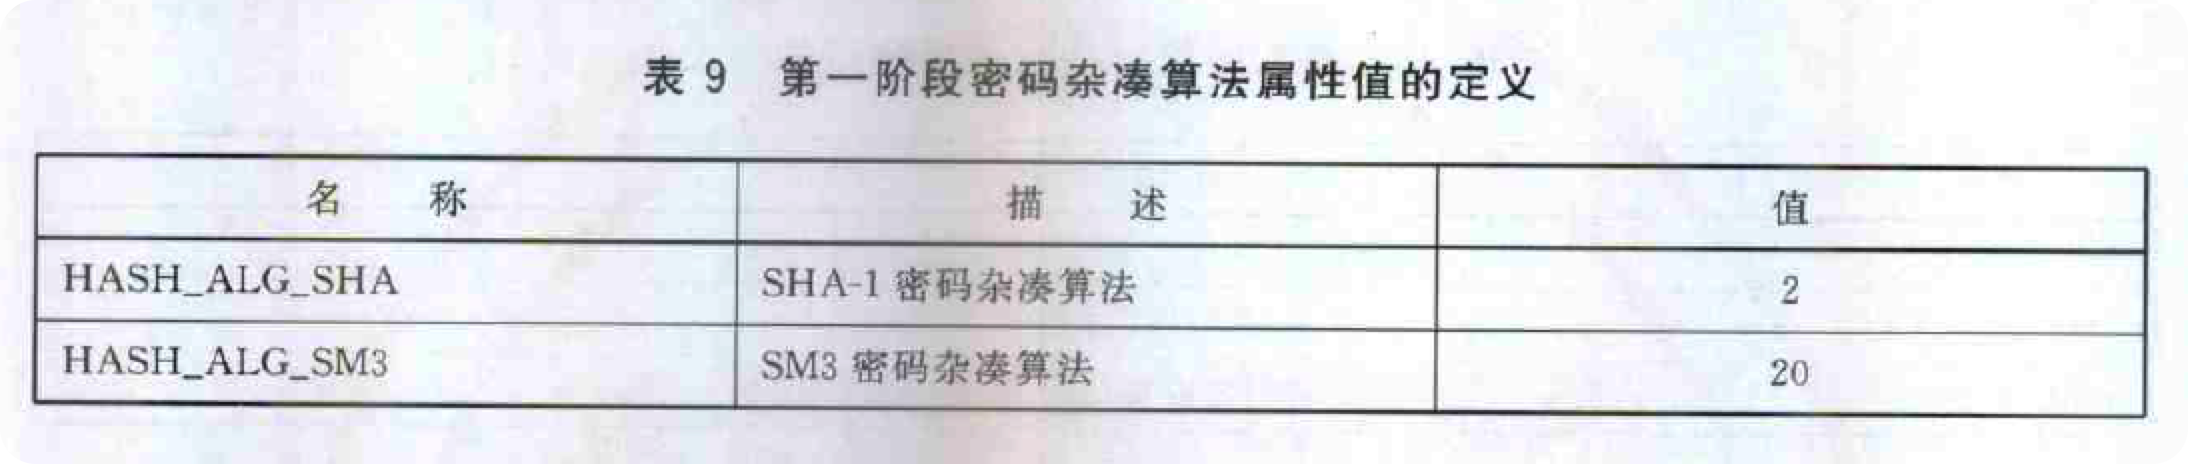 表 9 第一阶段密码杂凑算法属性值的定义
名 称 描 述 值
HASH_ALG_SHA SHA-1 密码杂凑算法 2
HASH_ALG_SM3 SM3 密码杂凑算法 20